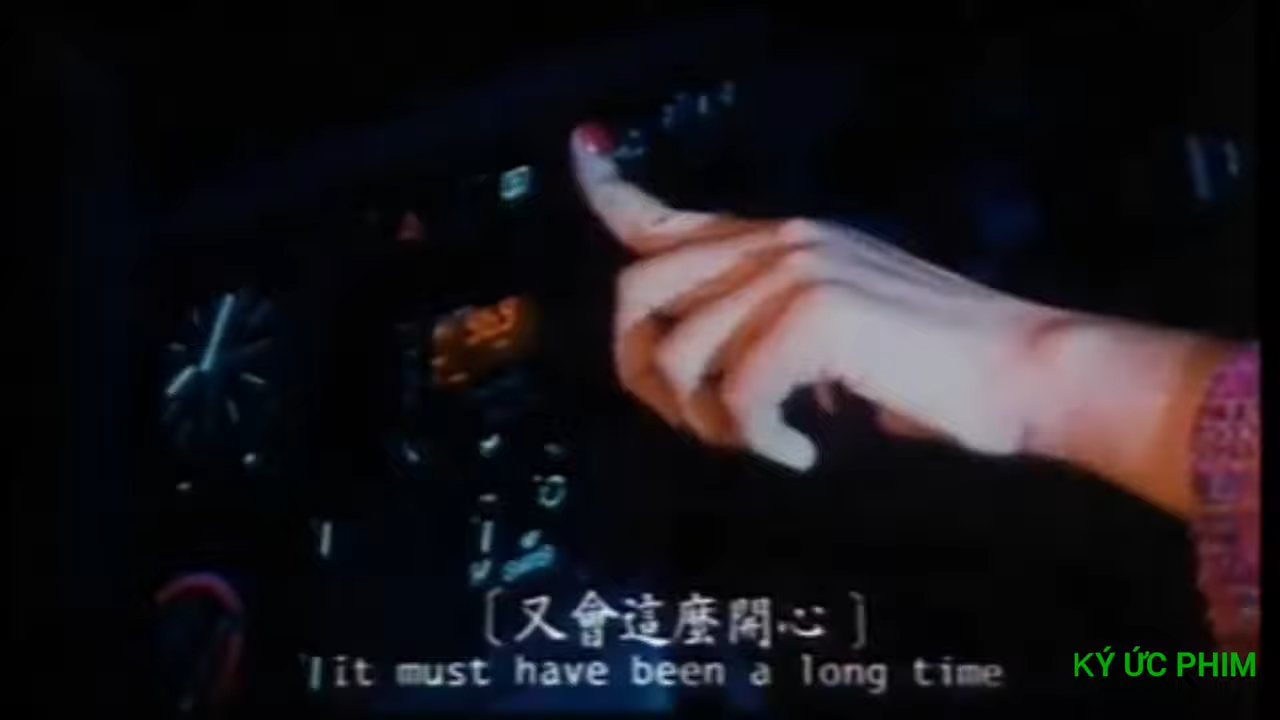 ［又會這麼開心］
it must have been a long time
KÝ ỨC PHIM